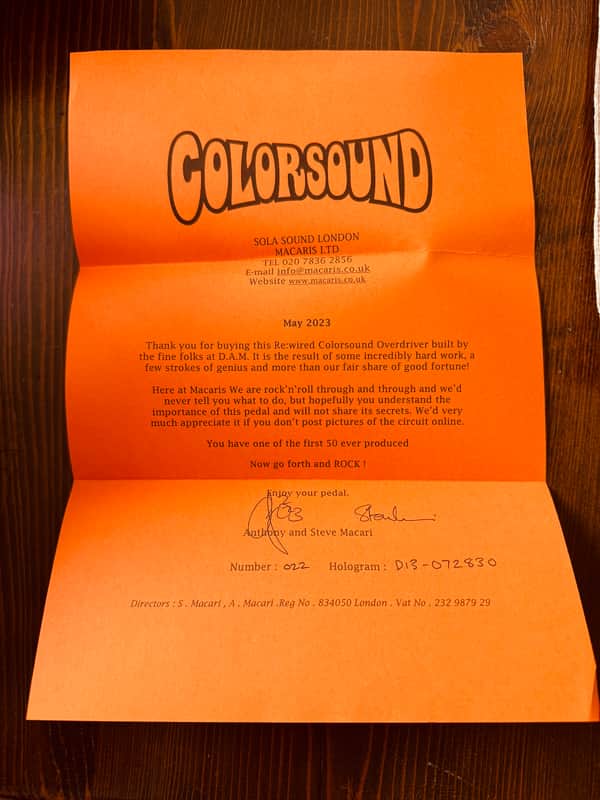 COLORSOUND
SOLA SOUND LONDON
MACARIS LTD
TEL 020 7836 2856
E-mail info@macaris.co.uk
Website www.macaris.co.uk
May 2023
Thank you for buying this Re:wired Colorsound Overdriver built by
the fine folks at D.A.M. It is the result of some incredibly hard work, a
few strokes of genius and more than our fair share of good fortune!
Here at Macaris We are rock'n'roll through and through and we'd
never tell you what to do, but hopefully you understand the
importance of this pedal and will not share its secrets. We'd very
much appreciate it if you don't post pictures of the circuit online.
You have one of the first 50 ever produced
Now go forth and ROCK !
Enjoy your pedal.
Anthony and Steve Macari
Number : 022 Hologram : D13-072830
Directors : S . Macari , A , Macari .Reg No . 834050 London . Vat No . 232 9879 29